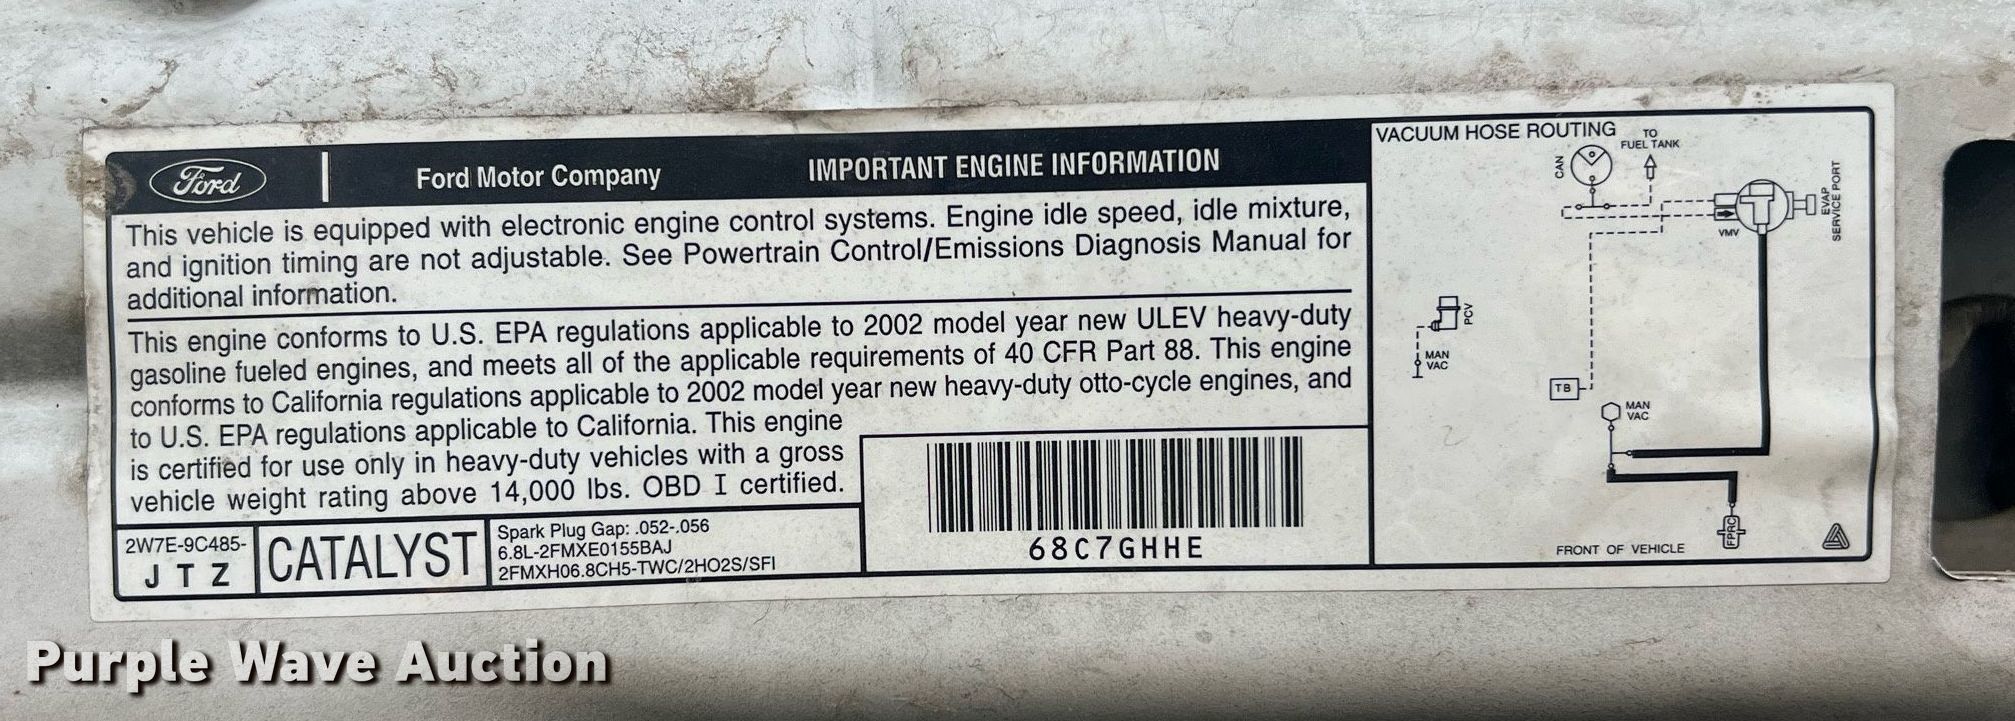 Ford
Ford Motor Company
IMPORTANT ENGINE INFORMATION
This vehicle is equipped with electronic engine control systems. Engine idle speed, idle mixture,
and ignition timing are not adjustable. See Powertrain Control/Emissions Diagnosis Manual for
additional information.
This engine conforms to U.S. EPA regulations applicable to 2002 model year new ULEV heavy-duty
gasoline fueled engines, and meets all of the applicable requirements of 40 CFR Part 88. This engine
conforms to California regulations applicable to 2002 model year new heavy-duty otto-cycle engines, and
to U.S. EPA regulations applicable to California. This engine
is certified for use only in heavy-duty vehicles with a gross
vehicle weight rating above 14,000 lbs. OBD I certified.
2W7E-9C485-
J T Z
CATALYST
Spark Plug Gap: .052-.056
6.8L-2FMXE0155BAJ
2FMXH06.8CH5-TWC/2HO2S/SFI
68C7GHHE
VACUUM HOSE ROUTING
TO
FUEL TANK
CAN
EVAP
SERVICE PORT
VMV
PCV
MAN
VAC
TB
MAN
VAC
FPRC
FRONT OF VEHICLE
Purple Wave Auction